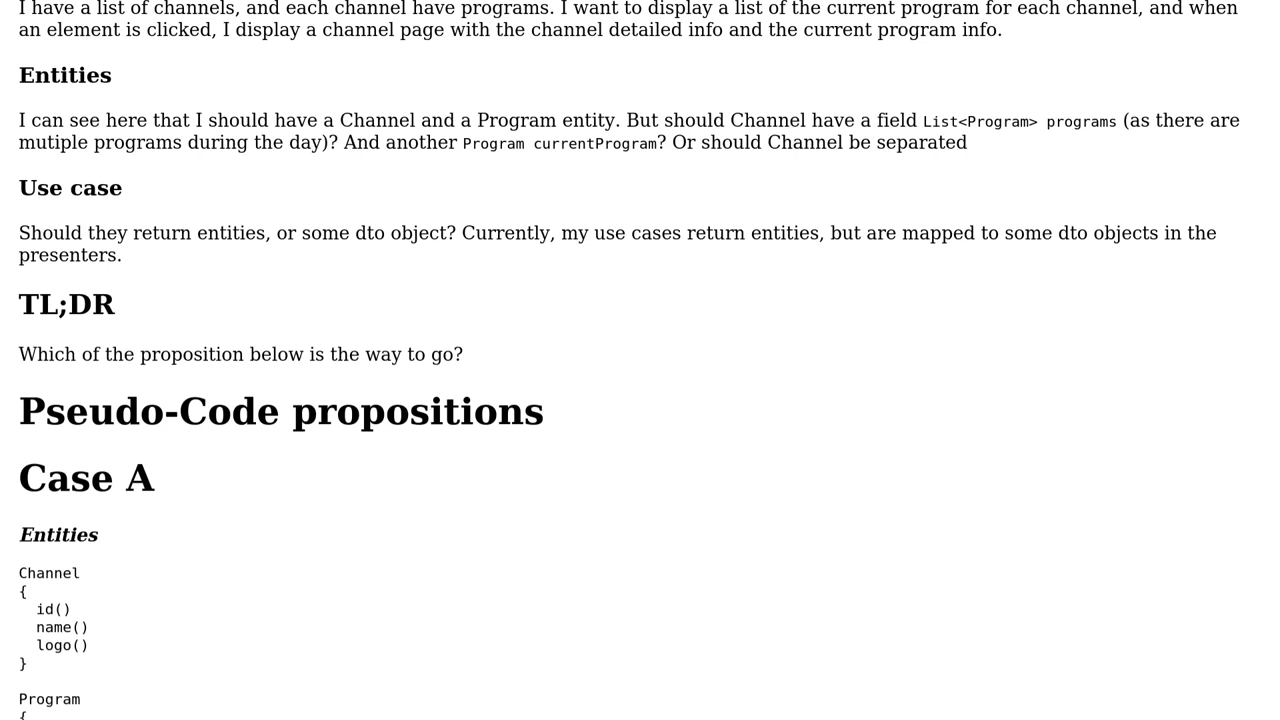 I have a list of channels, and each channel have programs. I want to display a list of the current program for each channel, and when
an element is clicked, I display a channel page with the channel detailed info and the current program info.
Entities
I can see here that I should have a Channel and a Program entity. But should Channel have a field List<Program> programs (as there are
mutiple programs during the day)? And another Program currentProgram? Or should Channel be separated
Use case
Should they return entities, or some dto object? Currently, my use cases return entities, but are mapped to some dto objects in the
presenters.
TL;DR
Which of the proposition below is the way to go?
Pseudo-Code propositions
Case A
Entities
Channel
{
  id()
  name()
  logo()
}
Program
{